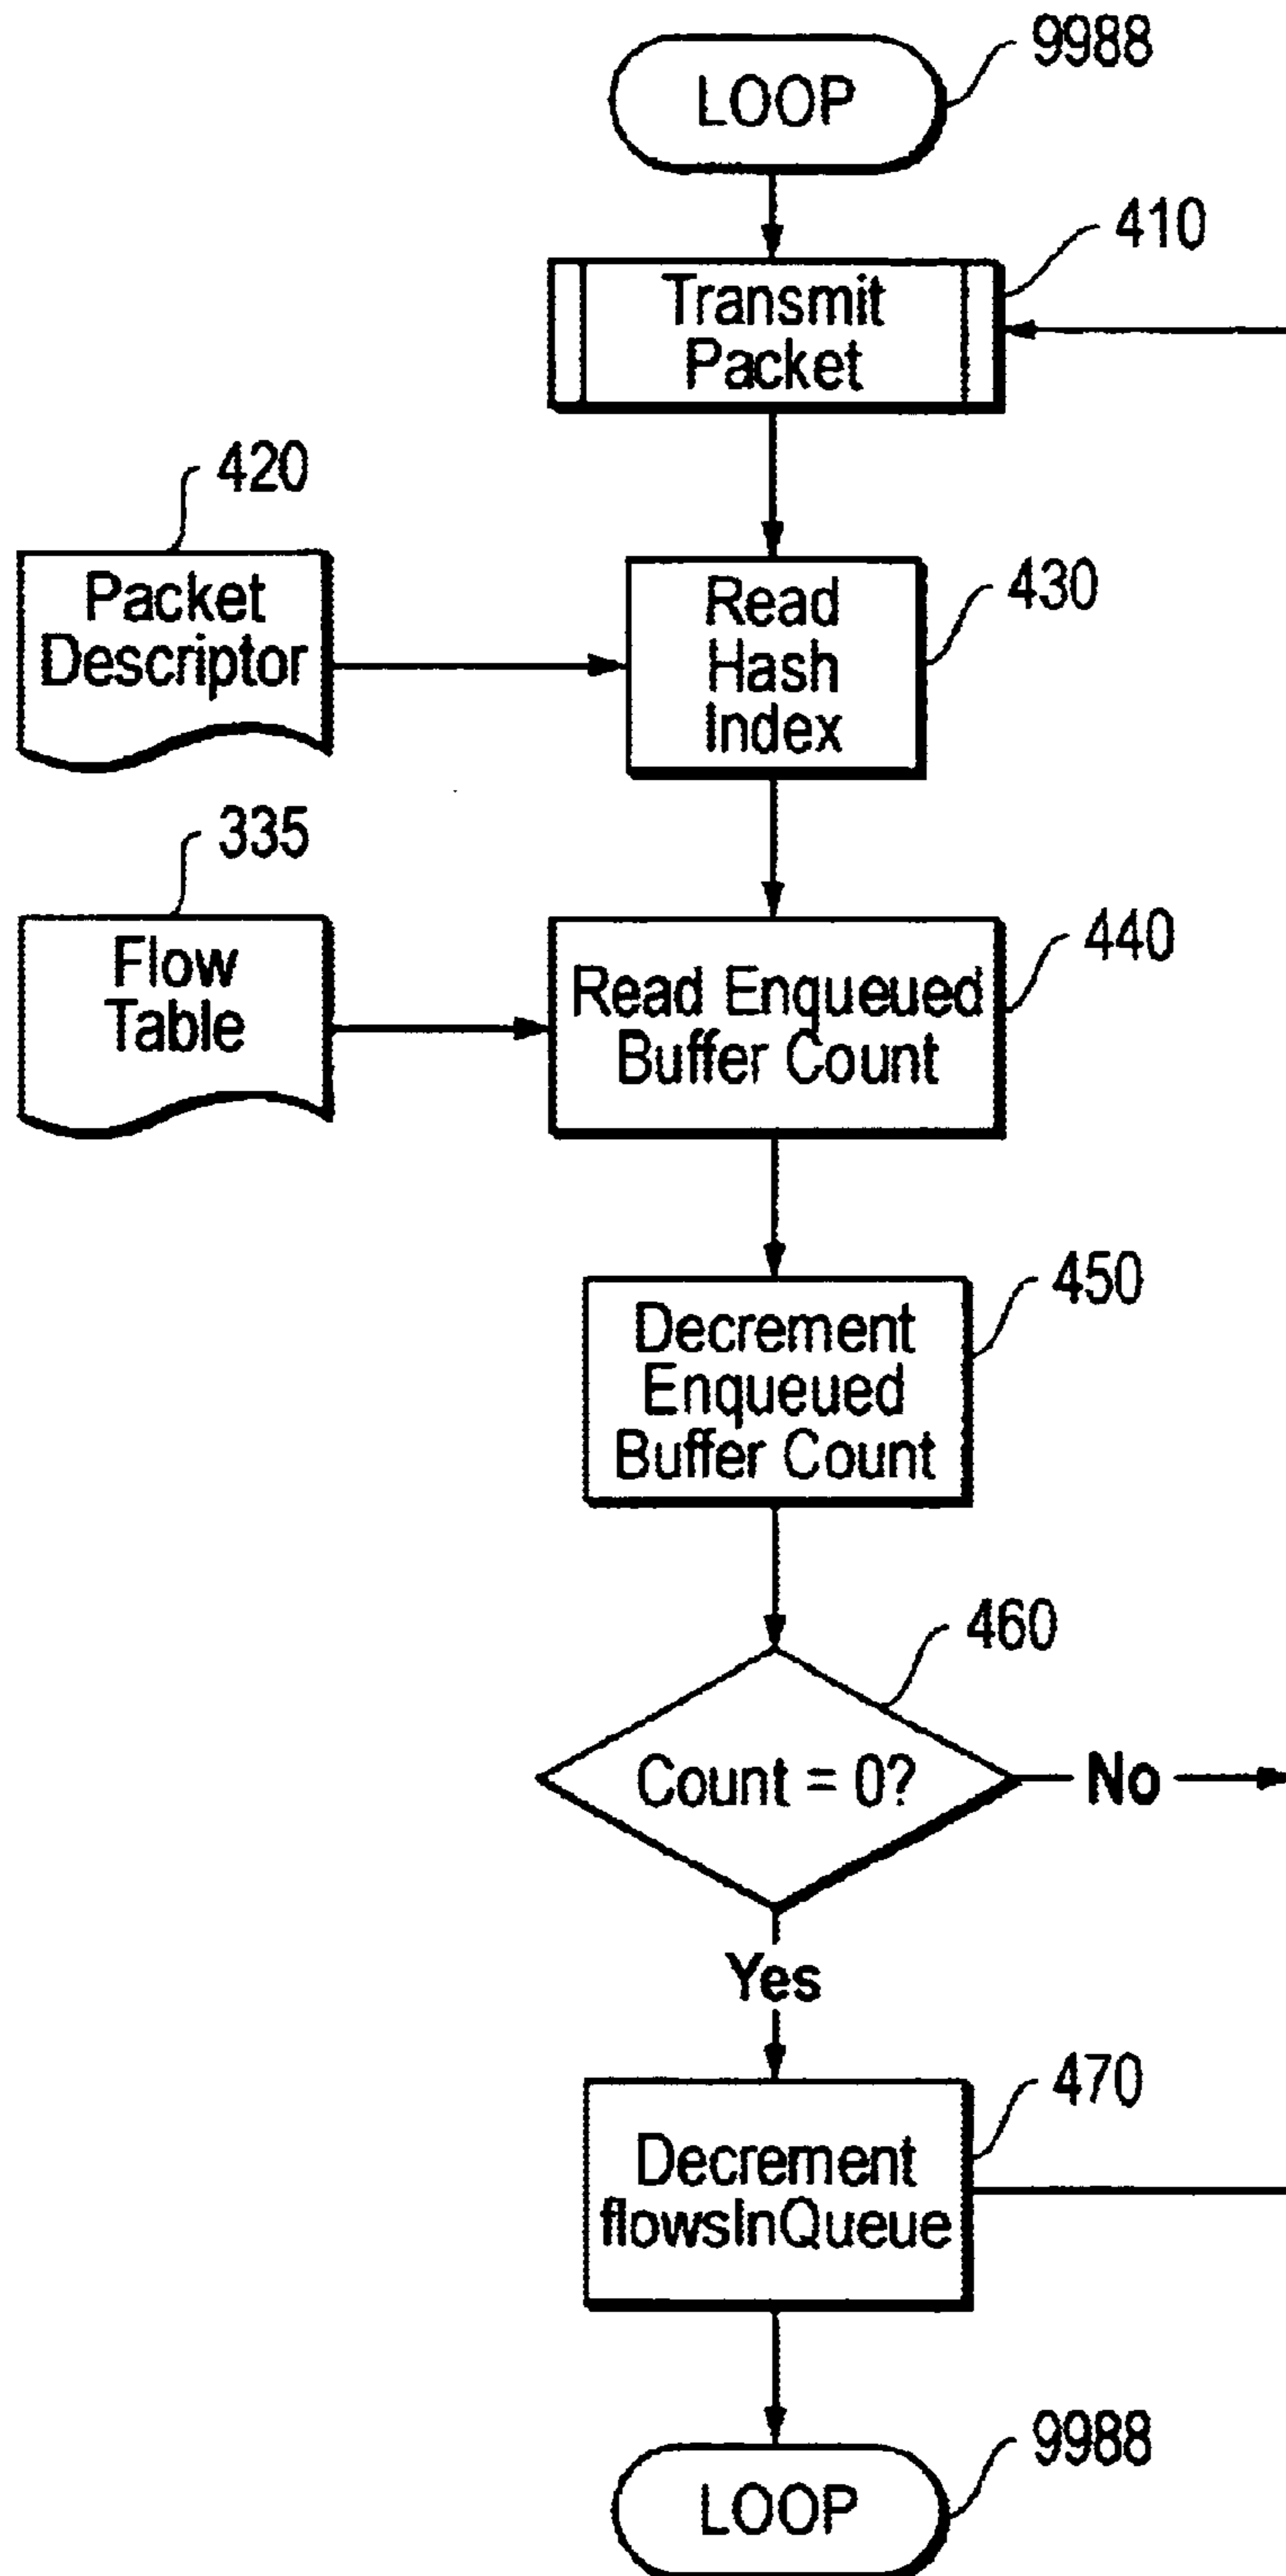 LOOP
9988
Transmit
Packet
410
420
Packet
Descriptor
Read
Hash
Index
430
335
Flow
Table
Read Enqueued
Buffer Count
440
Decrement
Enqueued
Buffer Count
450
460
Count = 0?
No
Yes
Decrement
flowsInQueue
470
LOOP
9988